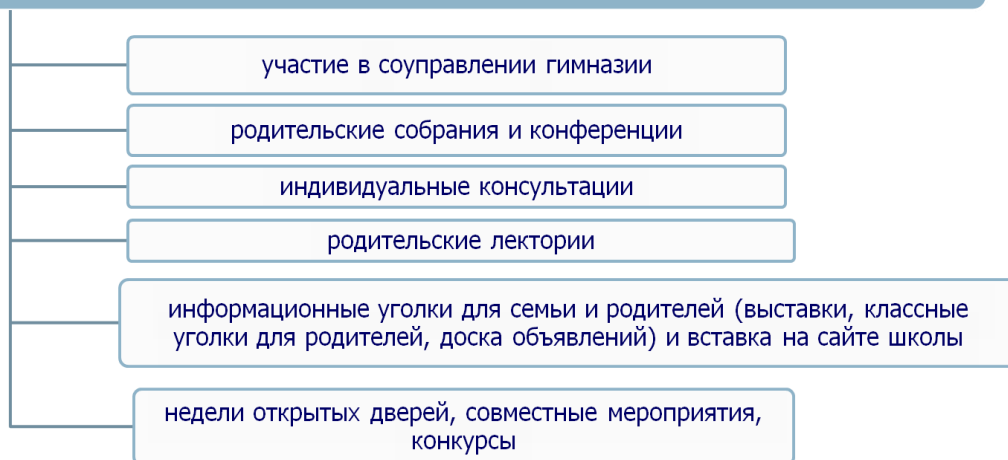 участие в соуправлении гимназии
родительские собрания и конференции
индивидуальные консультации
родительские лектории
информационные уголки для семьи и родителей (выставки, классные
уголки для родителей, доска объявлений) и вставка на сайте школы
недели открытых дверей, совместные мероприятия,
конкурсы